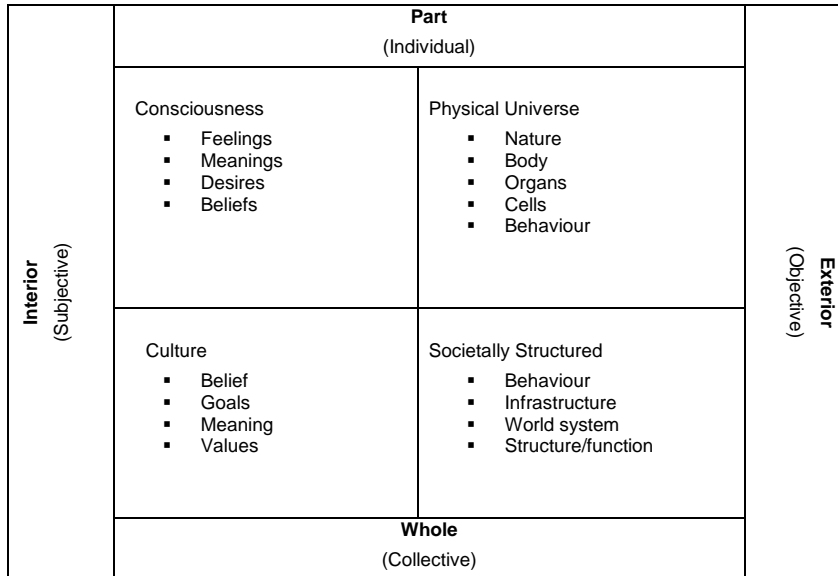 Part
(Individual)
Interior
(Subjective)
Consciousness
▪ Feelings
▪ Meanings
▪ Desires
▪ Beliefs
Physical Universe
▪ Nature
▪ Body
▪ Organs
▪ Cells
▪ Behaviour
Exterior
(Objective)
Culture
▪ Belief
▪ Goals
▪ Meaning
▪ Values
Societally Structured
▪ Behaviour
▪ Infrastructure
▪ World system
▪ Structure/function
Whole
(Collective)